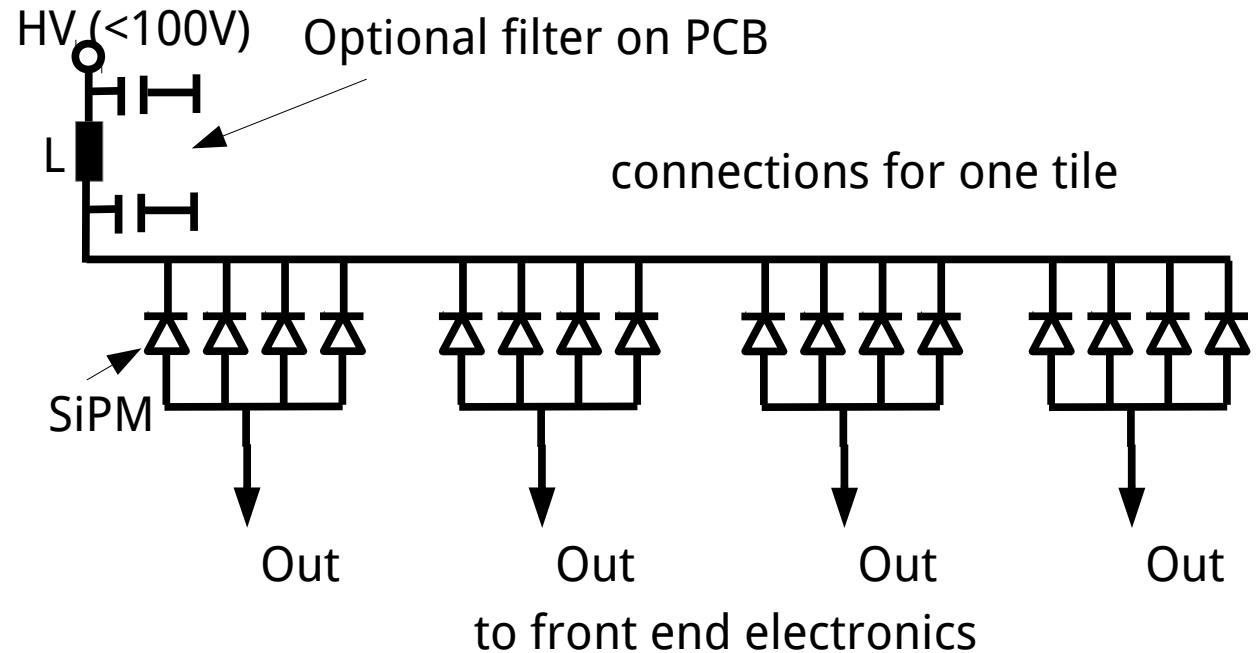 HV (<100V)
Optional filter on PCB
L
connections for one tile
SiPM
Out Out Out Out
to front end electronics